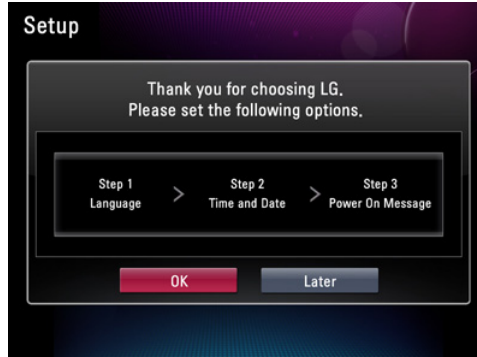 Setup
Thank you for choosing LG.
Please set the following options.
Step 1 > Step 2 > Step 3
Language Time and Date Power On Message
OK Later